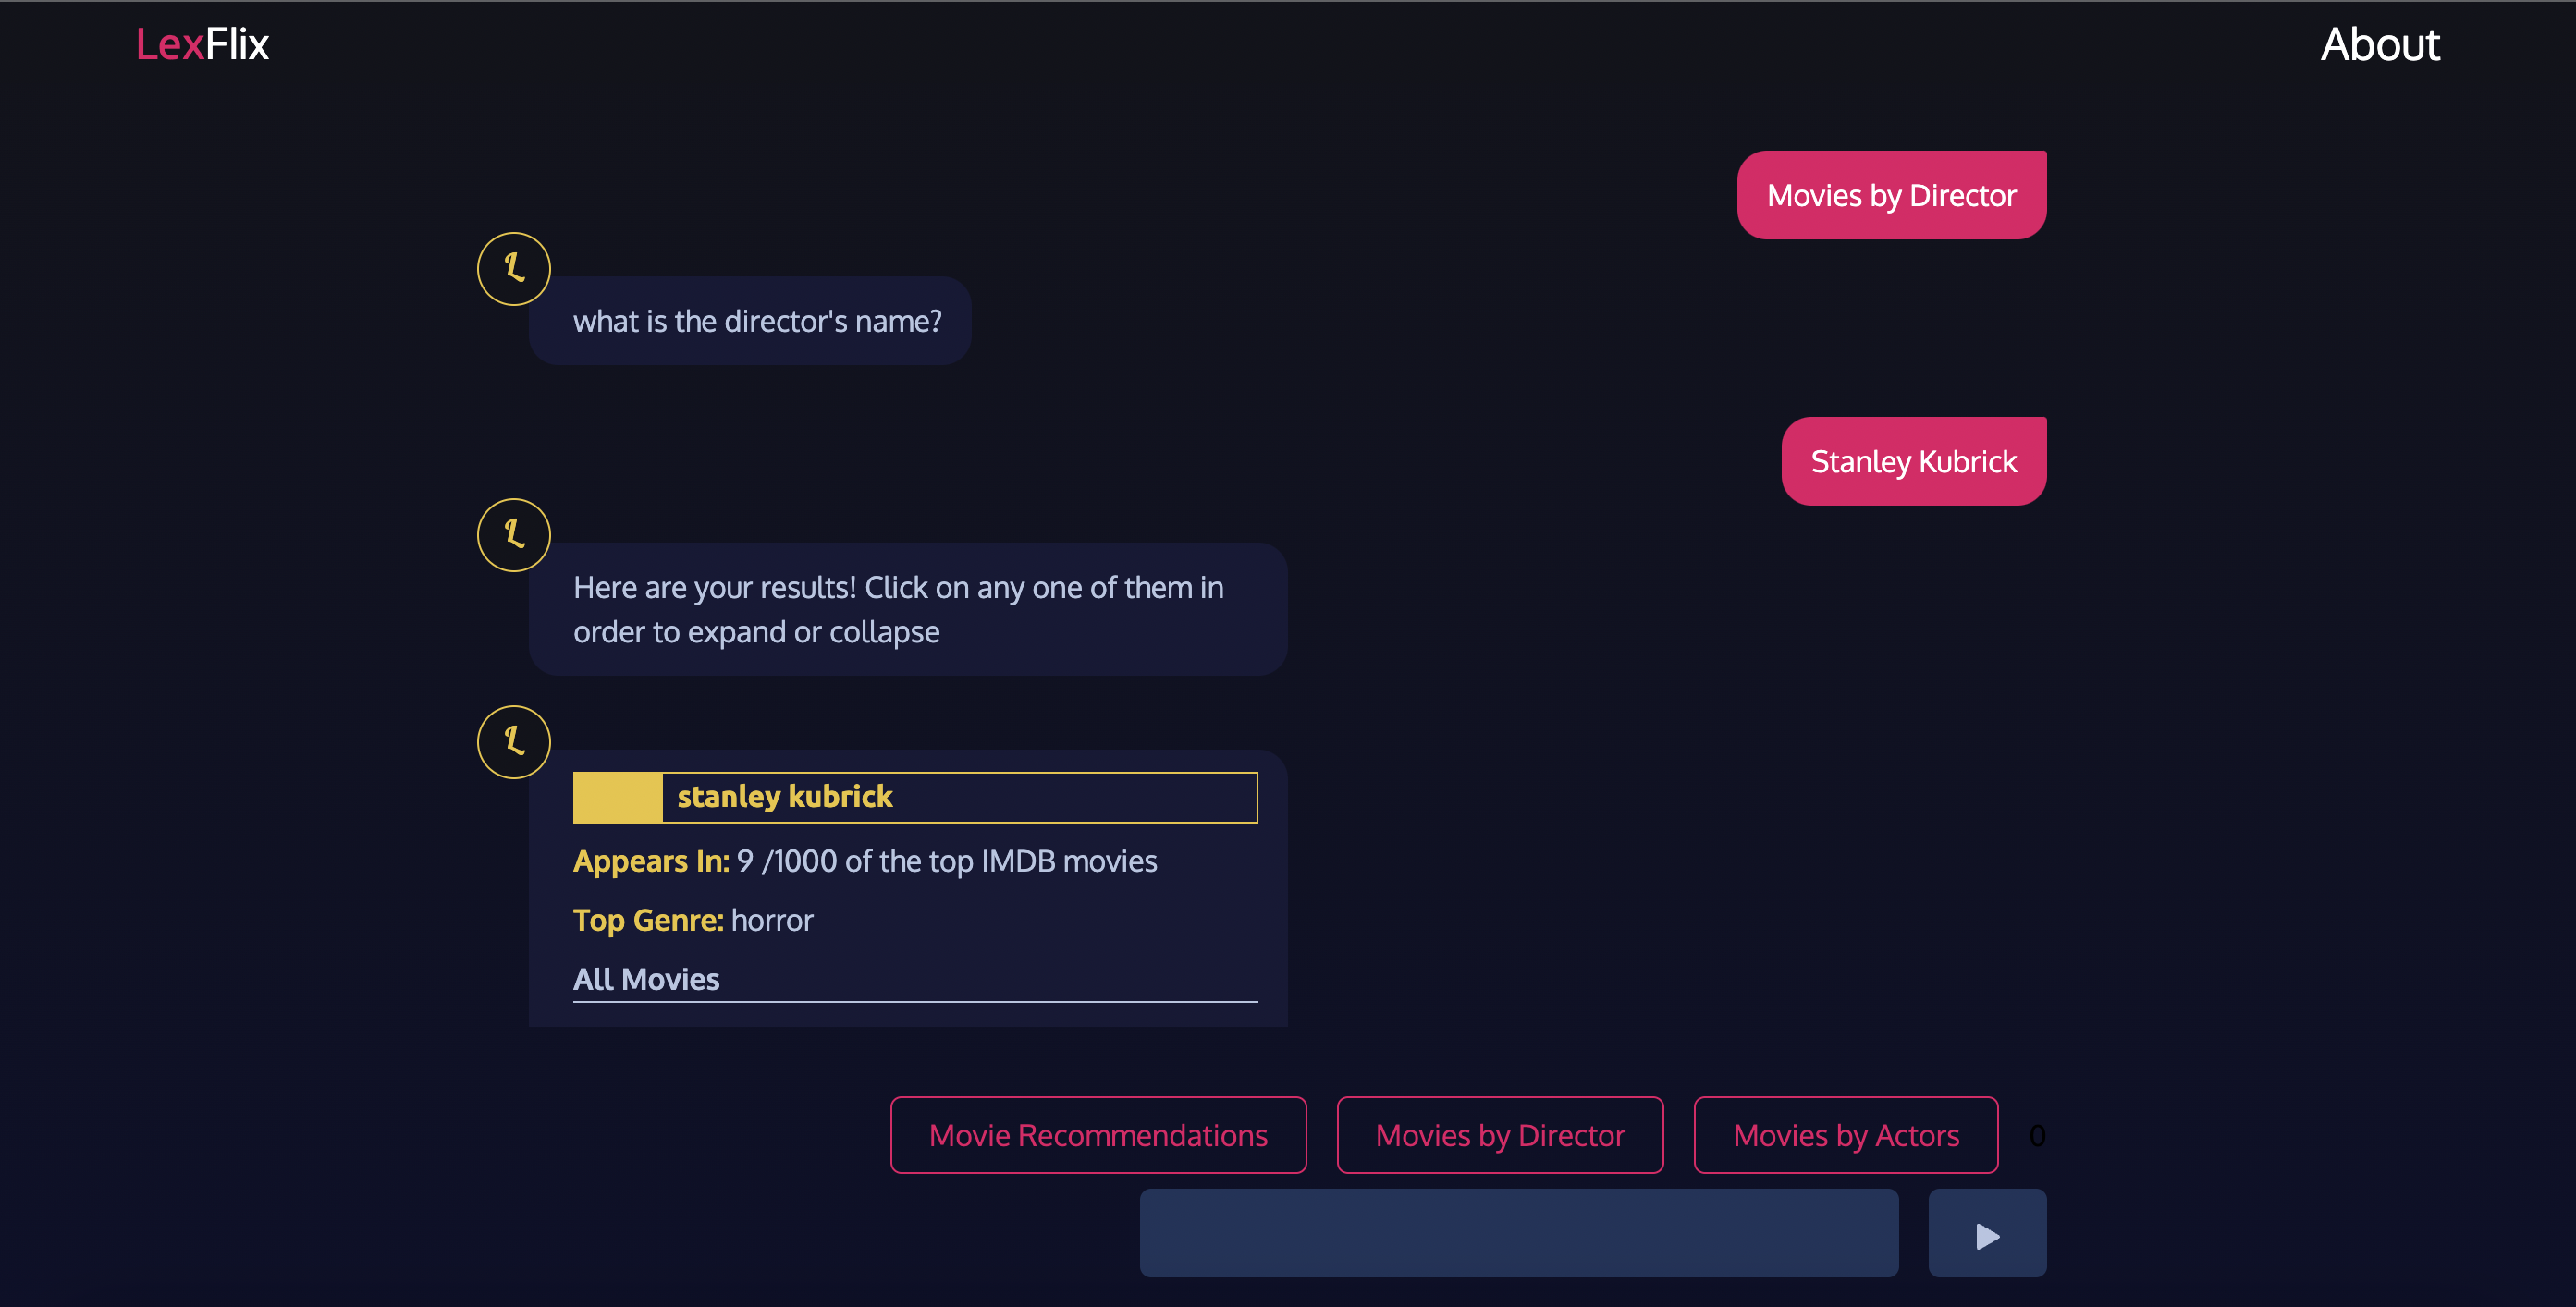 LexFlix
About
Movies by Director
L
what is the director's name?
Stanley Kubrick
L
Here are your results! Click on any one of them in
order to expand or collapse
L
stanley kubrick
Appears In: 9 /1000 of the top IMDB movies
Top Genre: horror
All Movies
Movie Recommendations
Movies by Director
Movies by Actors
0